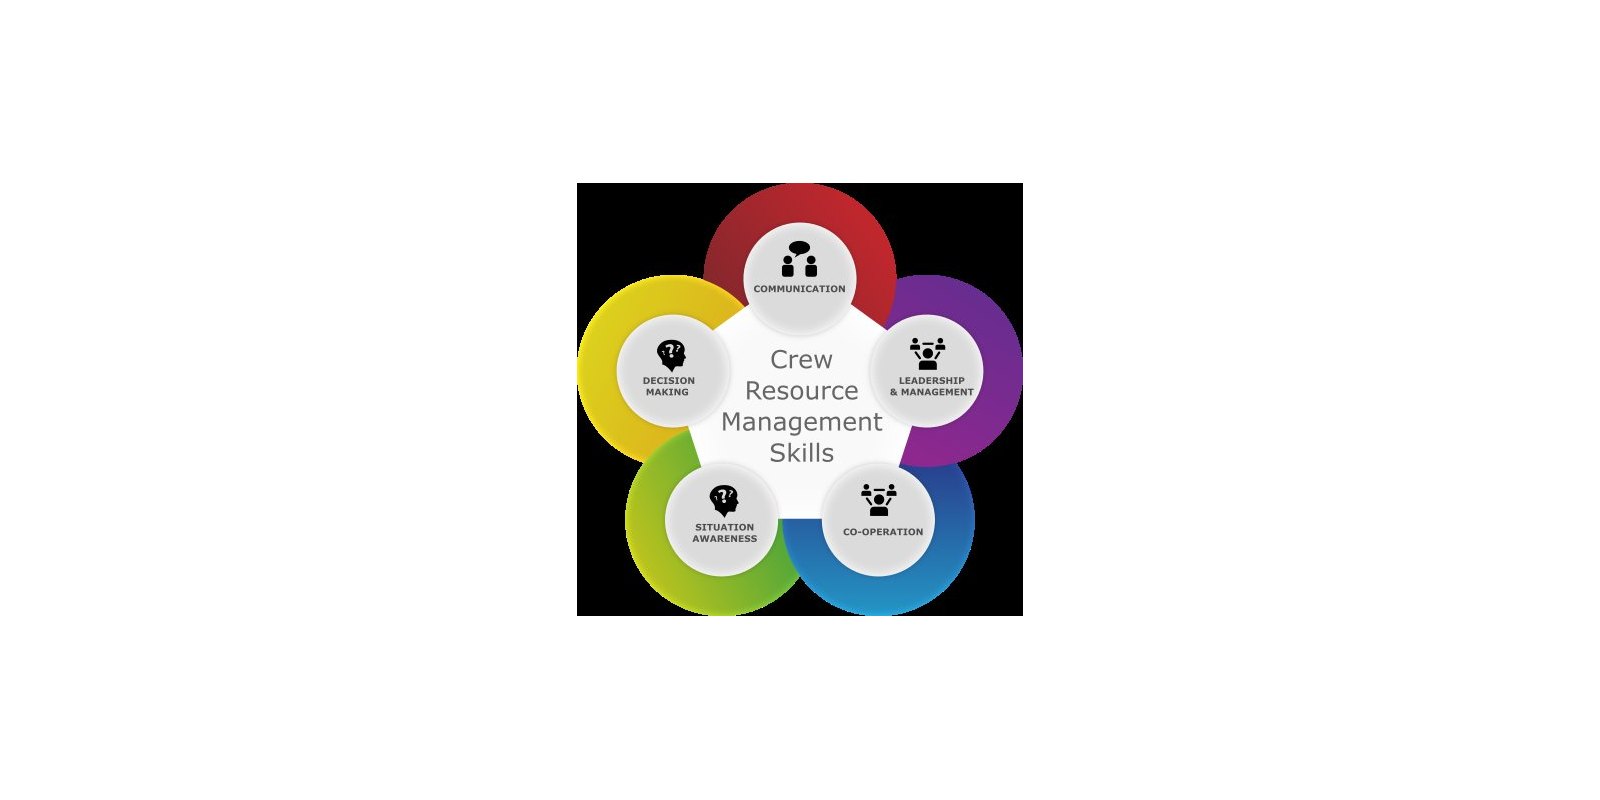 COMMUNICATION
DECISION
MAKING
Crew
Resource
Management
Skills
LEADERSHIP
& MANAGEMENT
SITUATION
AWARENESS
CO-OPERATION